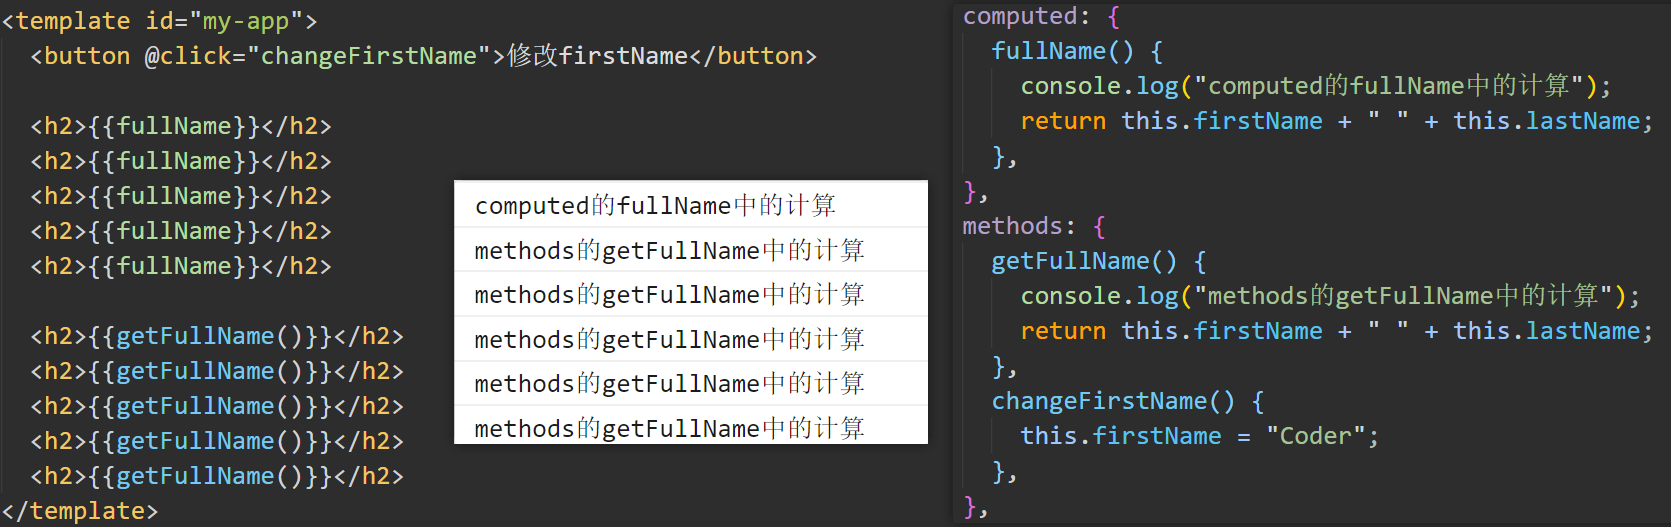 <template id="my-app">
<button @click="changeFirstName">修改firstName</button>
<h2>{{fullName}}</h2>
<h2>{{fullName}}</h2>
<h2>{{fullName}}</h2>
<h2>{{fullName}}</h2>
<h2>{{fullName}}</h2>
<h2>{{getFullName()}}</h2>
<h2>{{getFullName()}}</h2>
<h2>{{getFullName()}}</h2>
<h2>{{getFullName()}}</h2>
<h2>{{getFullName()}}</h2>
</template>
computed的fullName中的计算
methods的getFullName中的计算
methods的getFullName中的计算
methods的getFullName中的计算
methods的getFullName中的计算
methods的getFullName中的计算
computed: {
fullName() {
console.log("computed的fullName中的计算");
return this.firstName + " " + this.lastName;
},
},
methods: {
getFullName() {
console.log("methods的getFullName中的计算");
return this.firstName + " " + this.lastName;
},
changeFirstName() {
this.firstName = "Coder";
},
},